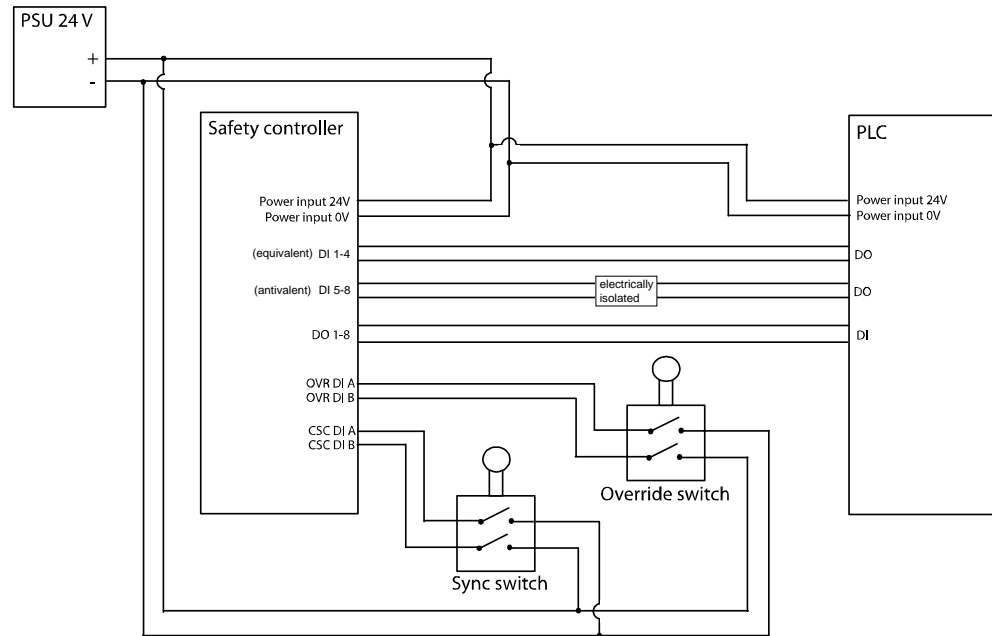 PSU 24 V
+
-
Safety controller
Power input 24V
Power input 0V
(equivalent) DI 1-4
(antivalent) DI 5-8
DO 1-8
OVR DI A
OVR DI B
CSC DI A
CSC DI B
electrically
isolated
PLC
Power input 24V
Power input 0V
DO
DO
DI
Override switch
Sync switch